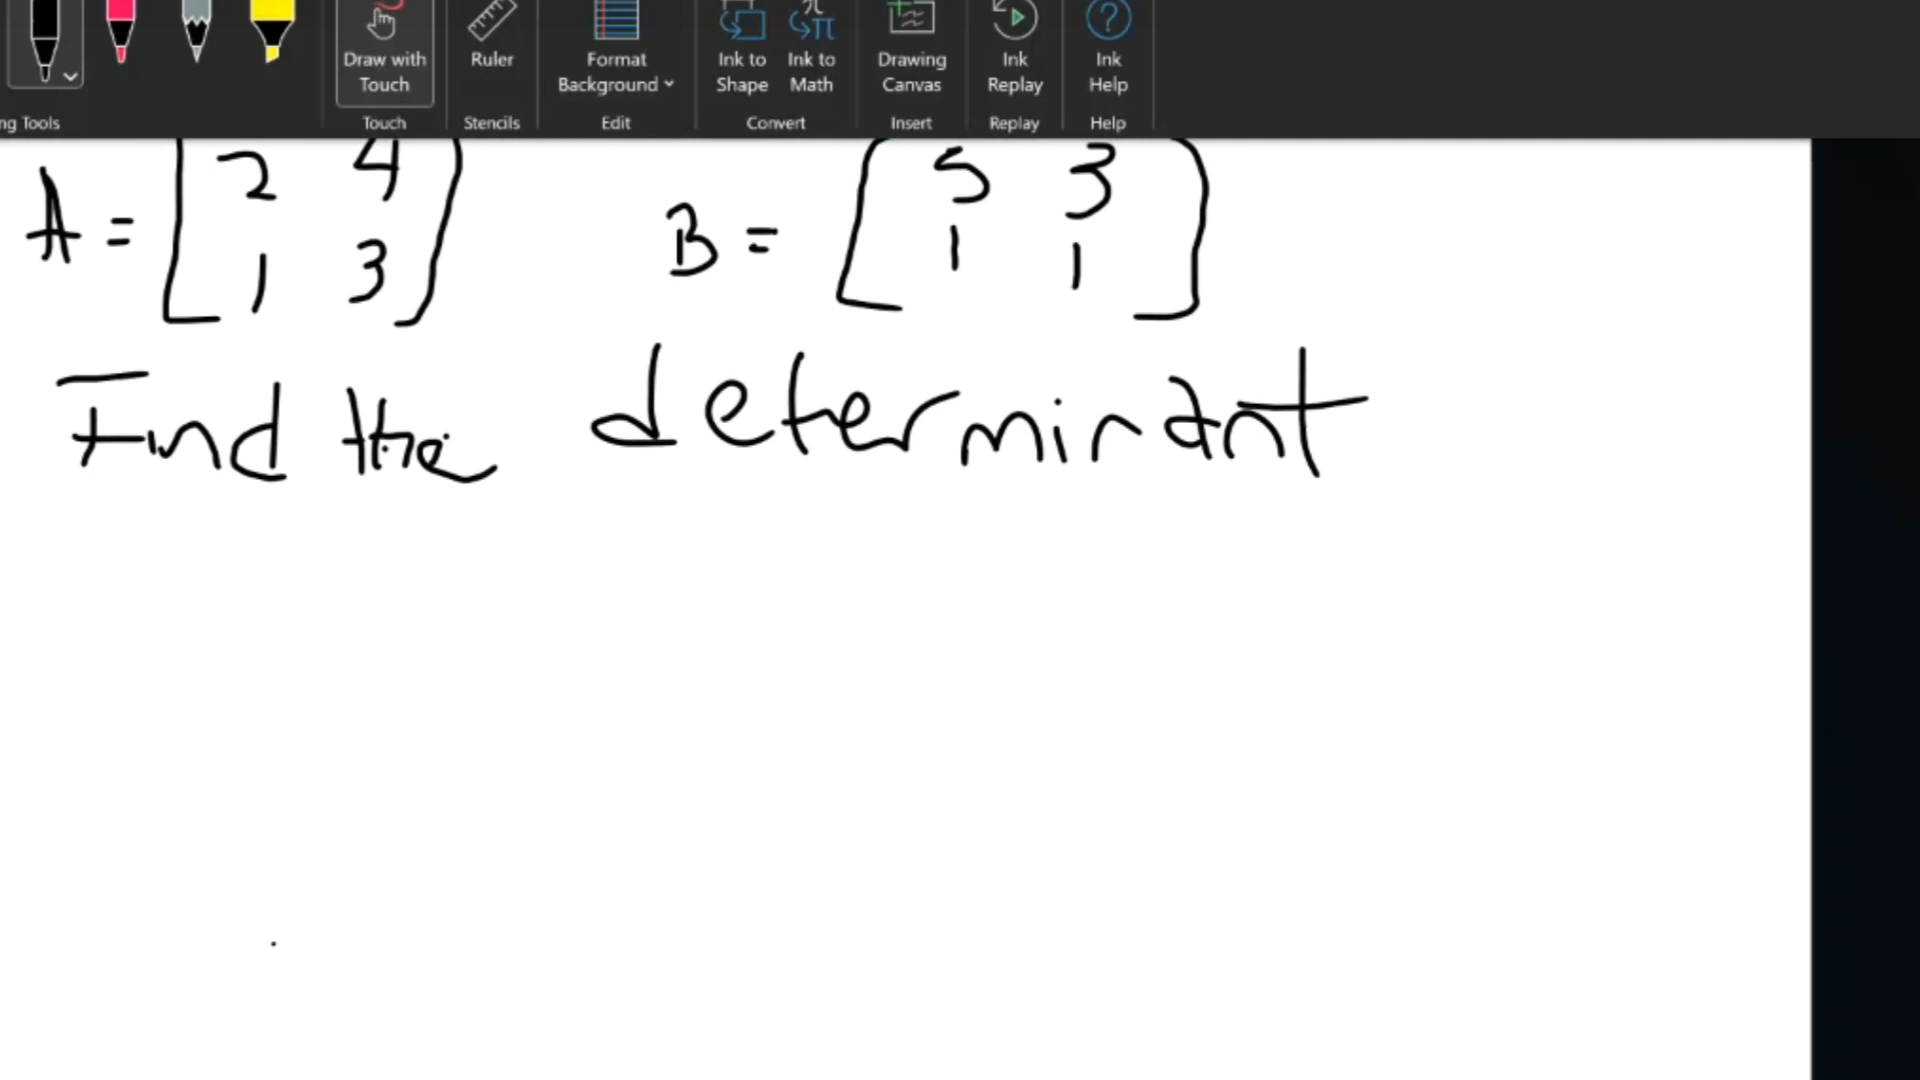 ng Tools
Draw with Touch
Touch
Ruler
Stencils
Format Background
Edit
Ink to Shape
Ink to Math
Convert
Drawing Canvas
Insert
Ink Replay
Replay
Ink Help
Help
A = [ 2 4
1 3 ]
B = [ 5 3
1 1 ]
Find the determinant